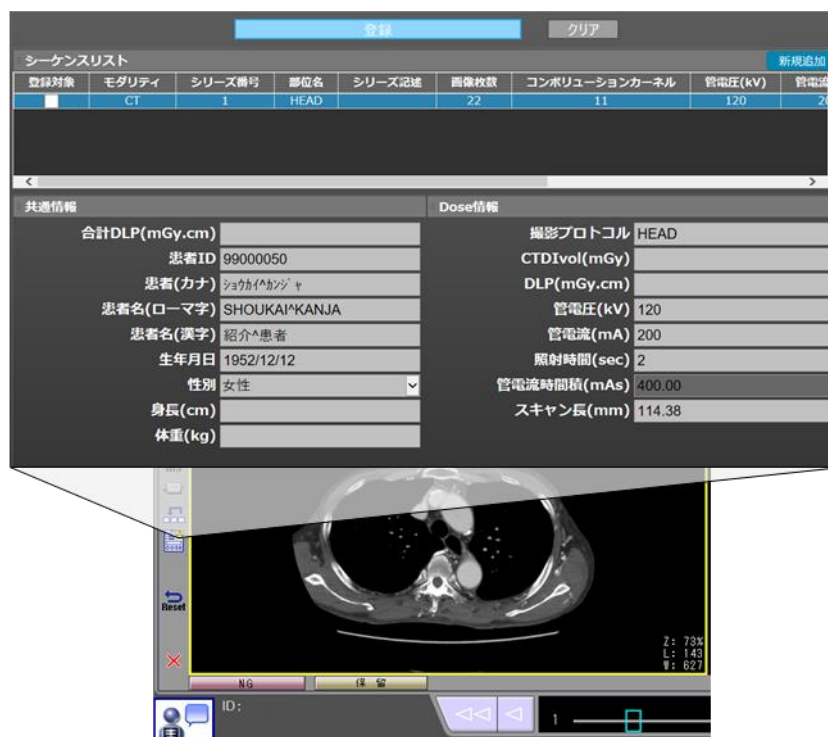 登録 クリア
シーケンスリスト 新規追加
登録対象 モダリティ シリーズ番号 部位名 シリーズ記述 画像枚数 コンボリューションカーネル 管電圧(kV) 管電流
CT 1 HEAD 22 11 120 20
共通情報 Dose情報
合計DLP(mGy.cm) 撮影プロトコル HEAD
患者ID 99000050 CTDIvol(mGy)
患者(カナ) ｼｮｳｶｲ^ｶﾝｼﾞｬ DLP(mGy.cm)
患者名(ローマ字) SHOUKAI^KANJA 管電圧(kV) 120
患者名(漢字) 紹介^患者 管電流(mA) 200
生年月日 1952/12/12 照射時間(sec) 2
性別 女性 管電流時間積(mAs) 400.00
身長(cm) スキャン長(mm) 114.38
体重(kg)
DOSE
Reset
Z: 73%
L: 143
W: 627
NG 保 留
ID:
1